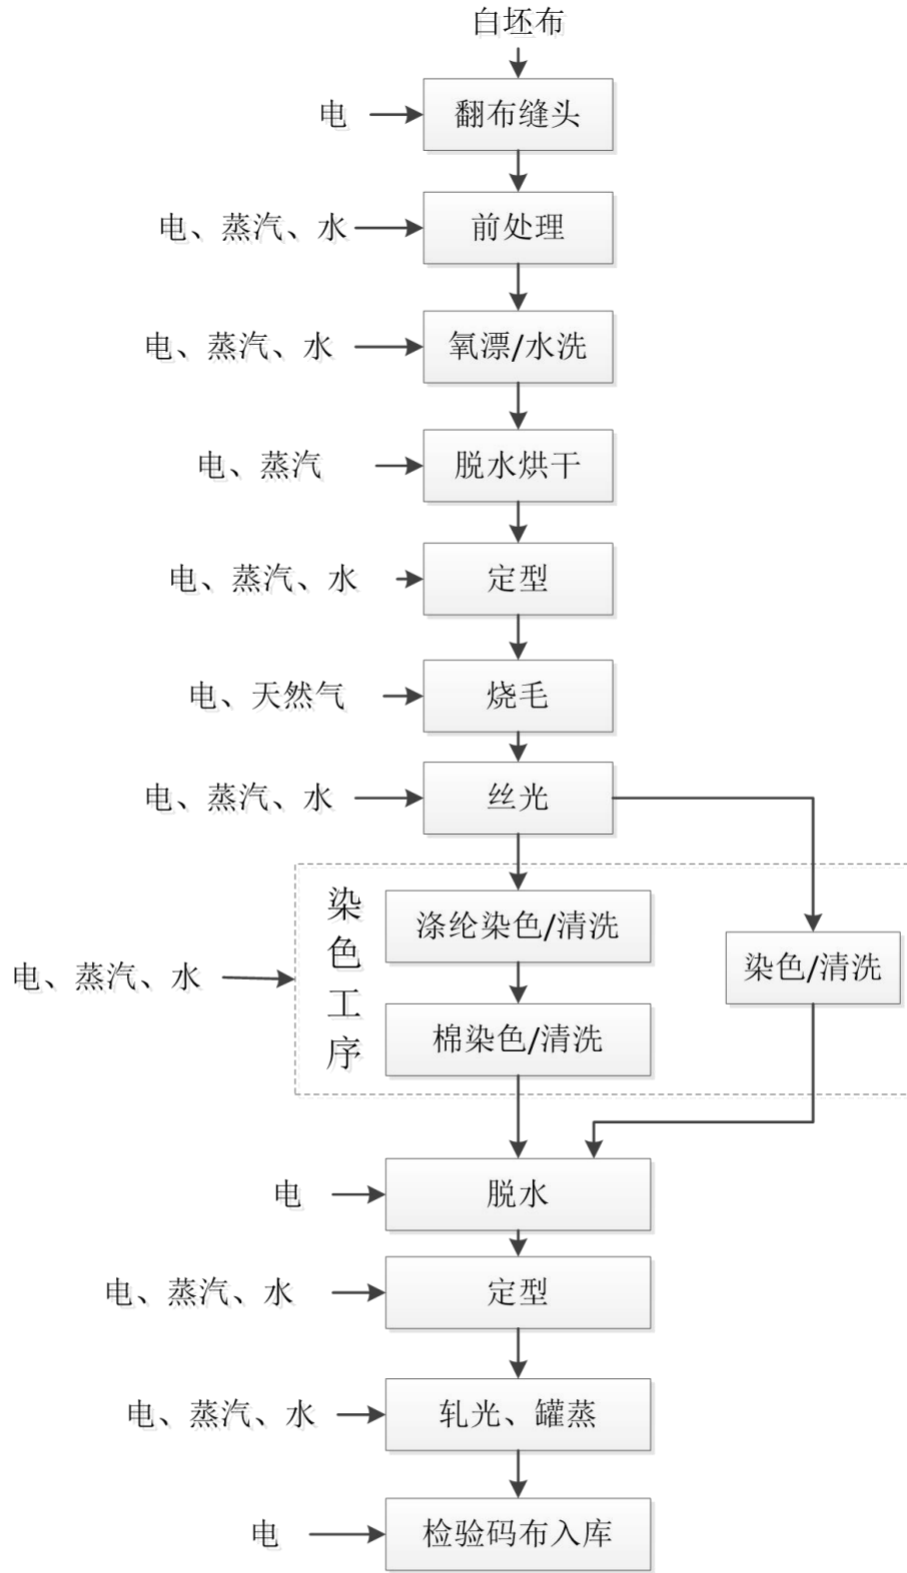 白坯布
电
翻布缝头
电、蒸汽、水
前处理
电、蒸汽、水
氧漂/水洗
电、蒸汽
脱水烘干
电、蒸汽、水
定型
电、天然气
烧毛
电、蒸汽、水
丝光
电、蒸汽、水
染色工序
涤纶染色/清洗
棉染色/清洗
染色/清洗
电
脱水
电、蒸汽、水
定型
电、蒸汽、水
轧光、罐蒸
电
检验码布入库